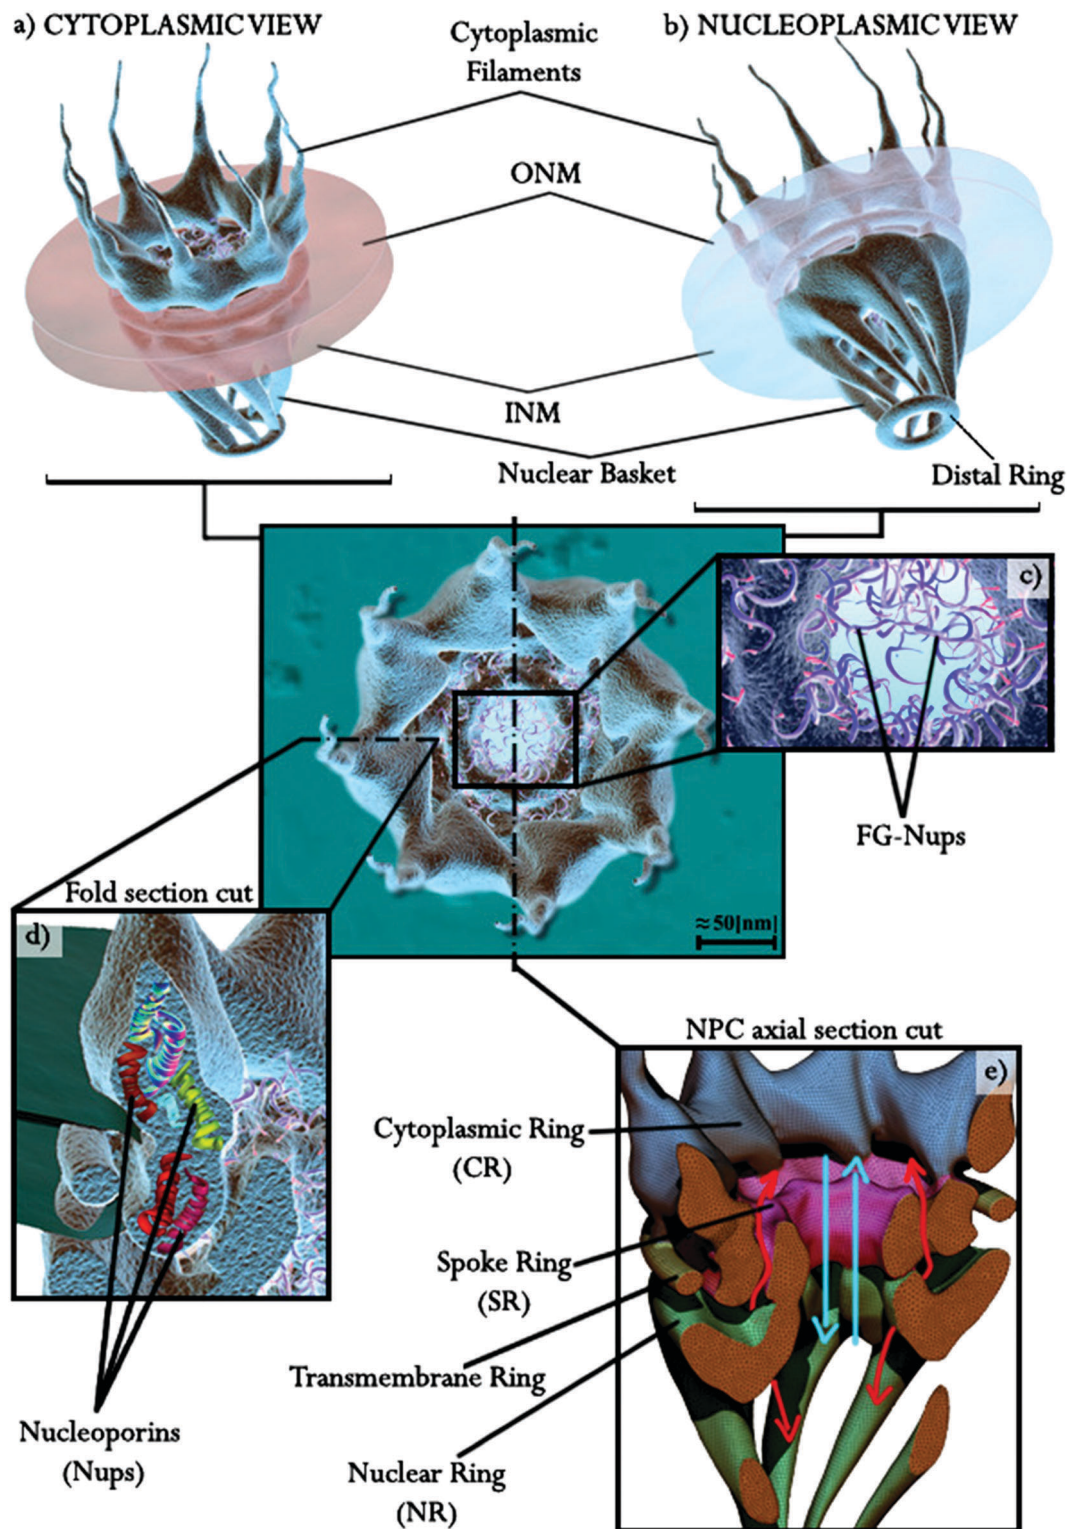 a) CYTOPLASMIC VIEW
b) NUCLEOPLASMIC VIEW
Cytoplasmic
Filaments
ONM
INM
Nuclear Basket
Distal Ring
c)
FG-Nups
≈50[nm]
Fold section cut
d)
Nucleoporins
(Nups)
NPC axial section cut
e)
Cytoplasmic Ring
(CR)
Spoke Ring
(SR)
Transmembrane Ring
Nuclear Ring
(NR)